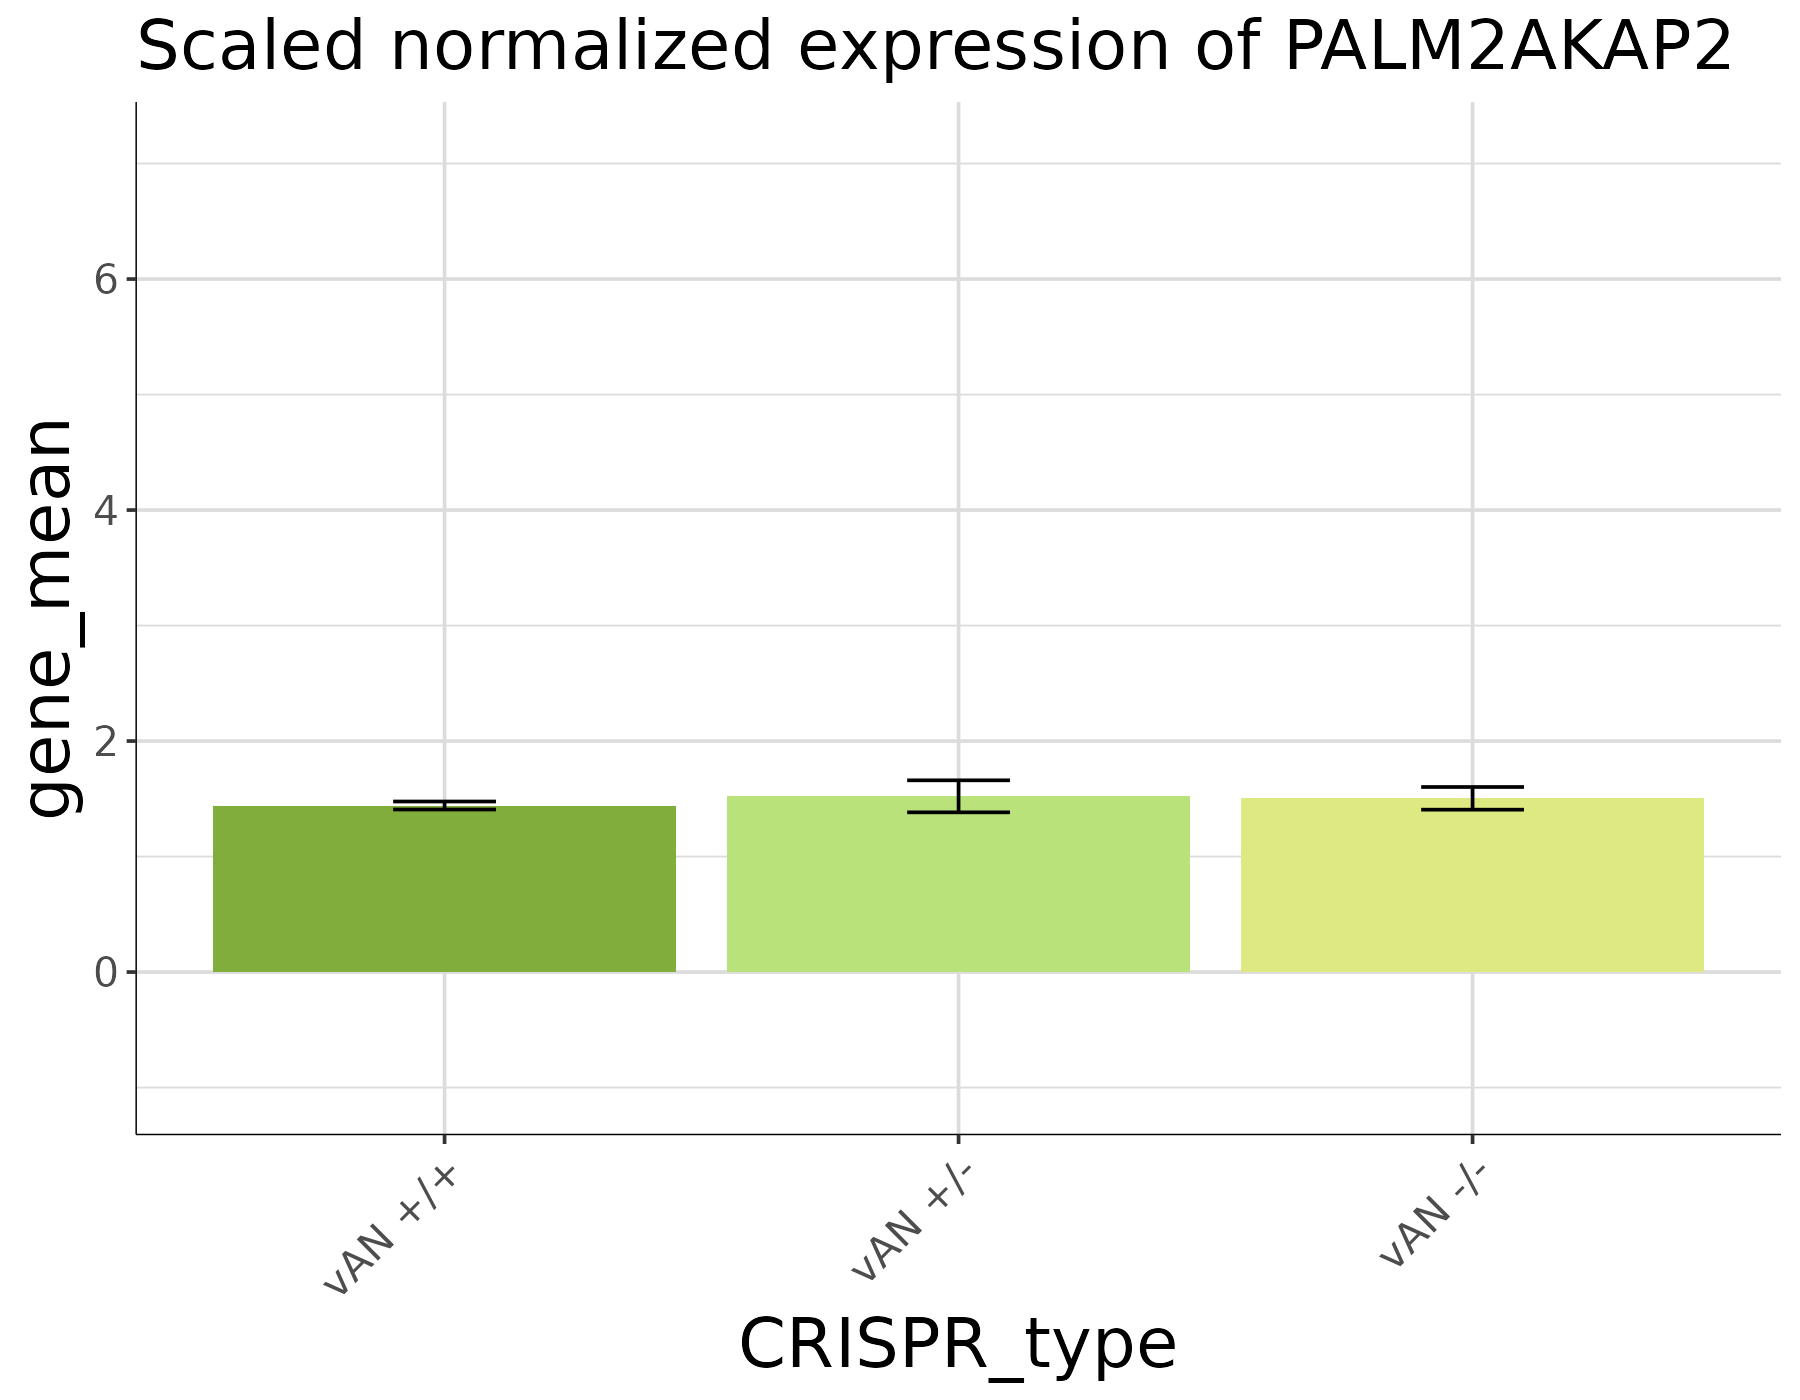 Scaled normalized expression of PALM2AKAP2
gene_mean
6
4
2
0
vAN +/+
vAN +/-
vAN -/-
CRISPR_type